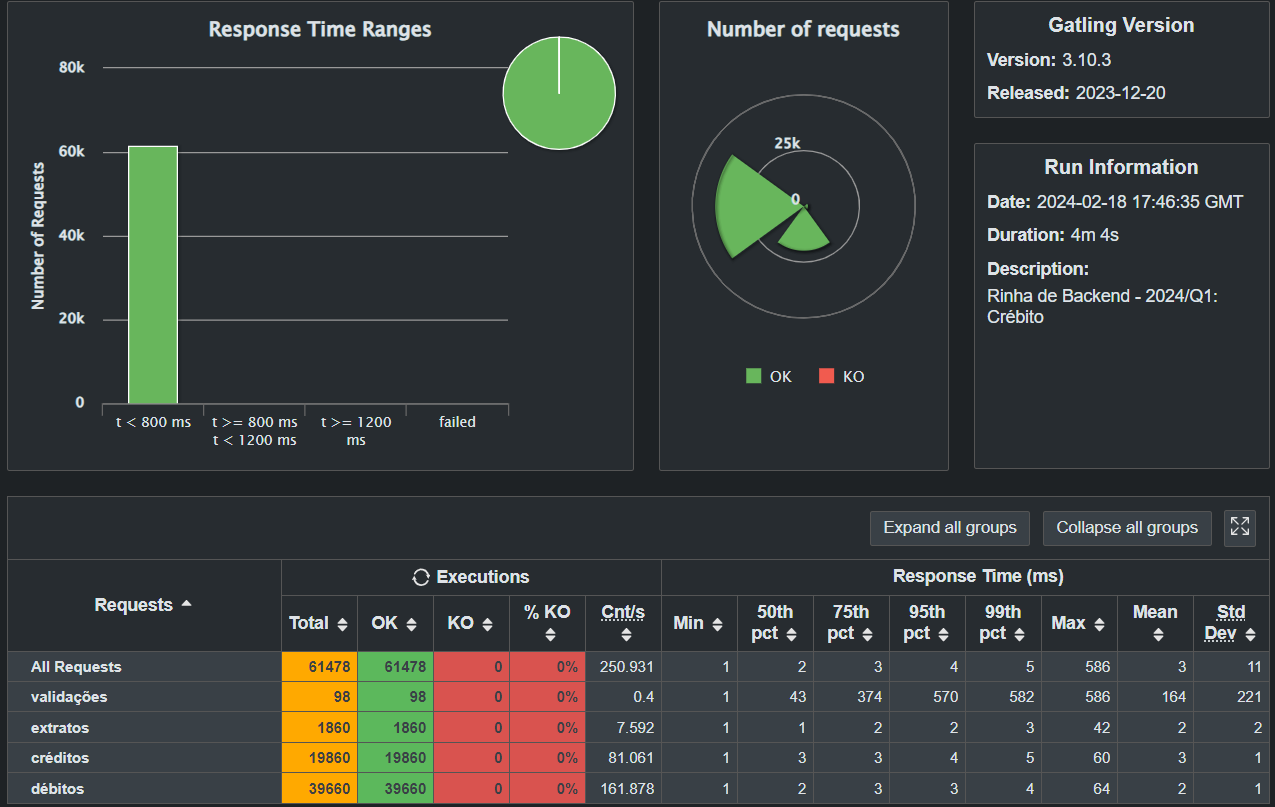 Response Time Ranges
80k
60k
40k
20k
0
Number of Requests
t < 800 ms
t >= 800 ms
t < 1200 ms
t >= 1200
ms
failed
Number of requests
25k
0
OK
KO
Gatling Version
Version: 3.10.3
Released: 2023-12-20
Run Information
Date: 2024-02-18 17:46:35 GMT
Duration: 4m 4s
Description:
Rinha de Backend - 2024/Q1:
Crébito
Expand all groups
Collapse all groups
Requests
Executions
Response Time (ms)
Total OK KO % KO Cnt/s Min 50th pct 75th pct 95th pct 99th pct Max Mean Std Dev
All Requests 61478 61478 0 0% 250.931 1 2 3 4 5 586 3 11
validações 98 98 0 0% 0.4 1 43 374 570 582 586 164 221
extratos 1860 1860 0 0% 7.592 1 1 2 2 3 42 2 2
créditos 19860 19860 0 0% 81.061 1 3 3 4 5 60 3 1
débitos 39660 39660 0 0% 161.878 1 2 3 3 4 64 2 1